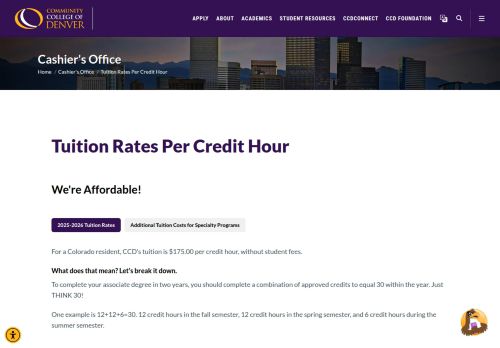 COMMUNITY
COLLEGE OF
DENVER
APPLY ABOUT ACADEMICS STUDENT RESOURCES CCDCONNECT CCD FOUNDATION
Cashier's Office
Home / Cashier's Office / Tuition Rates Per Credit Hour
Tuition Rates Per Credit Hour
We're Affordable!
2025-2026 Tuition Rates Additional Tuition Costs for Specialty Programs
For a Colorado resident, CCD's tuition is $175.00 per credit hour, without student fees.
What does that mean? Let's break it down.
To complete your associate degree in two years, you should complete a combination of approved credits to equal 30 within the year. Just
THINK 30!
One example is 12+12+6=30. 12 credit hours in the fall semester, 12 credit hours in the spring semester, and 6 credit hours during the
summer semester.